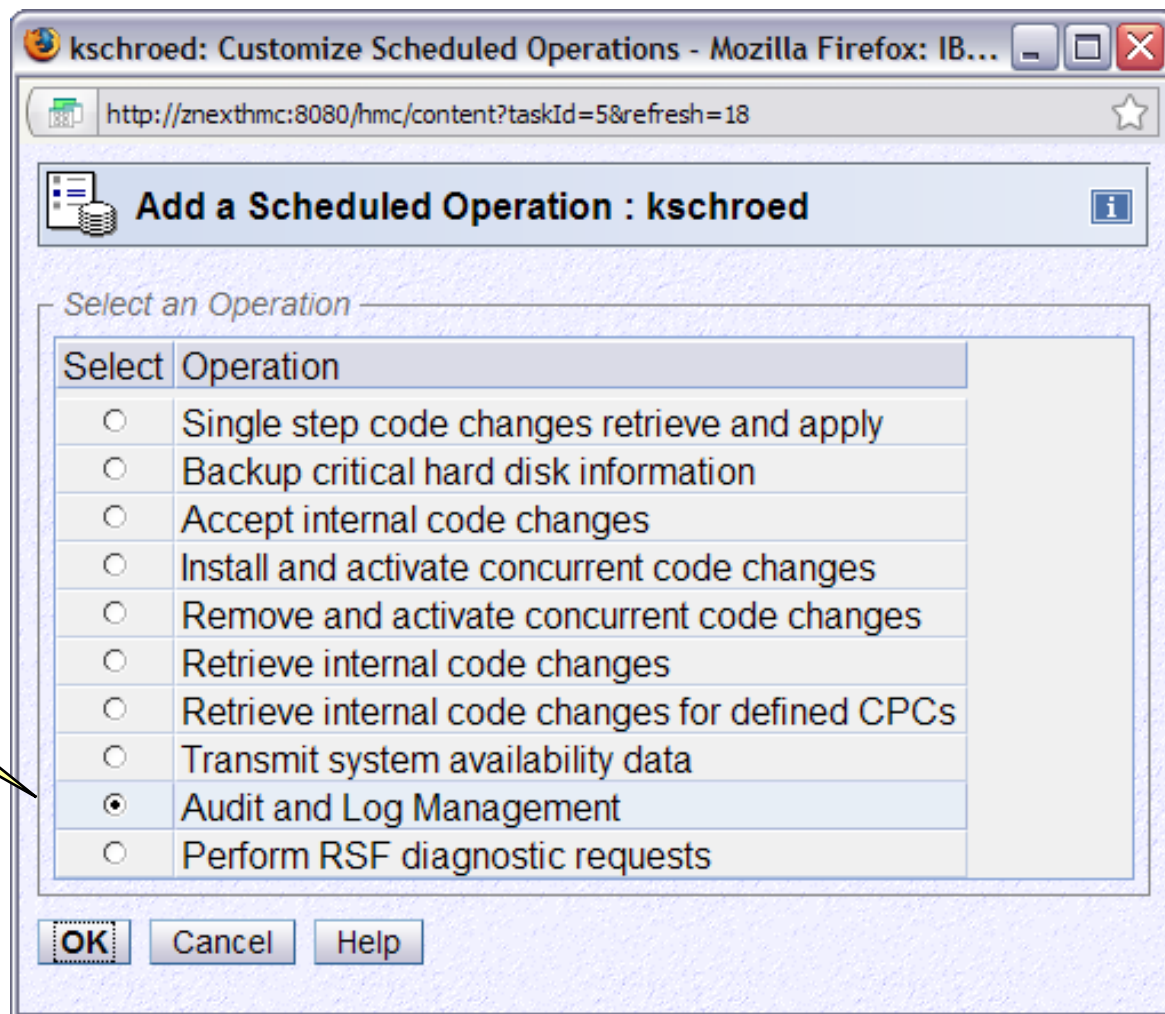 kschroed: Customize Scheduled Operations - Mozilla Firefox: IB...
http://znexthmc:8080/hmc/content?taskId=5&refresh=18
Add a Scheduled Operation : kschroed
i
Select an Operation
Select Operation
Single step code changes retrieve and apply
Backup critical hard disk information
Accept internal code changes
Install and activate concurrent code changes
Remove and activate concurrent code changes
Retrieve internal code changes
Retrieve internal code changes for defined CPCs
Transmit system availability data
Audit and Log Management
Perform RSF diagnostic requests
OK Cancel Help